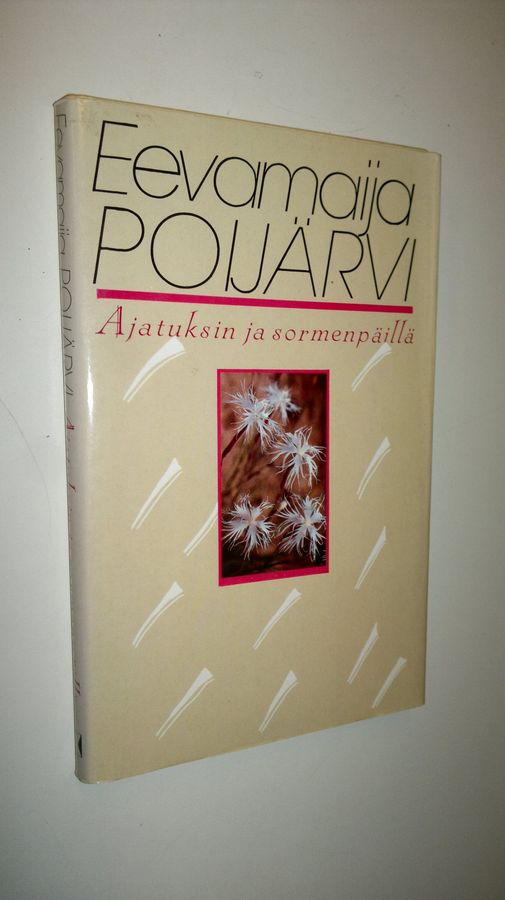 Eevamaija
POIJÄRVI
Ajatuksin ja sormenpäillä
Eevamaija POIJÄRVI